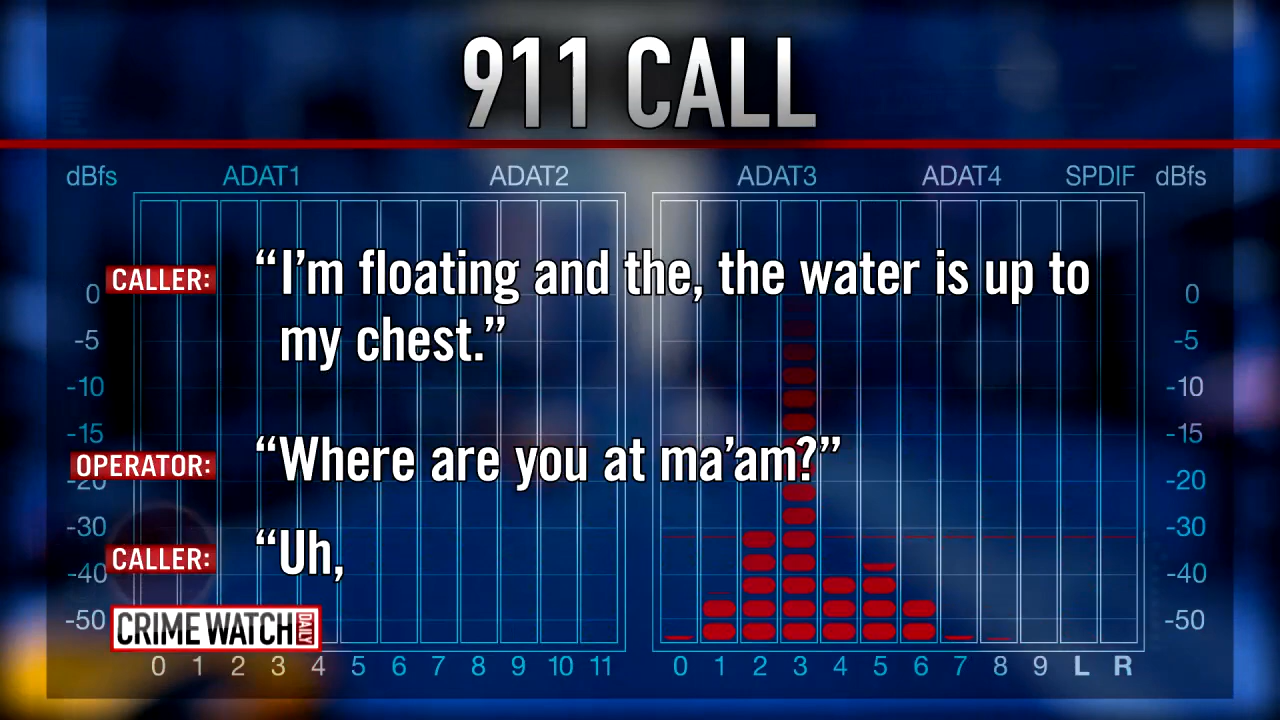 911 CALL
dBfs ADAT1 ADAT2 ADAT3 ADAT4 SPDIF dBfs
CALLER: “I’m floating and the, the water is up to
my chest.”
0 0
-5 -5
-10 -10
-15 -15
OPERATOR: “Where are you at ma’am?”
-20 -20
-30 -30
CALLER: “Uh,
-40 -40
-50 -50
CRIME WATCH DAILY
0 1 2 3 4 5 6 7 8 9 10 11 0 1 2 3 4 5 6 7 8 9 L R